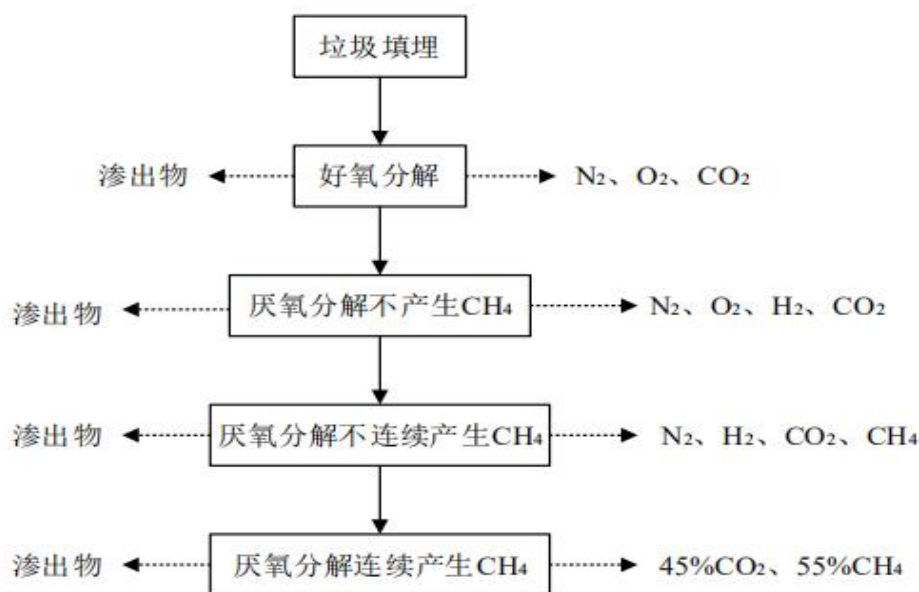 垃圾填埋
渗出物 好氧分解 N₂、O₂、CO₂
渗出物 厌氧分解不产生CH₄ N₂、O₂、H₂、CO₂
渗出物 厌氧分解不连续产生CH₄ N₂、H₂、CO₂、CH₄
渗出物 厌氧分解连续产生CH₄ 45%CO₂、55%CH₄